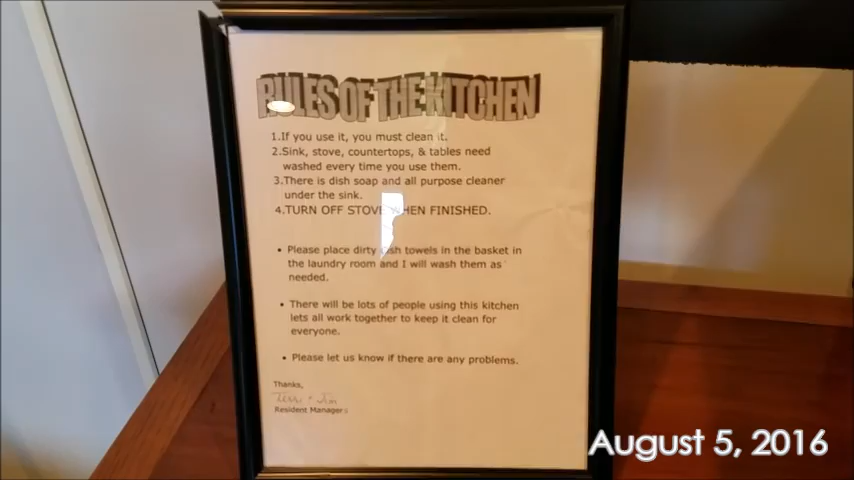 RULES OF THE KITCHEN
1.If you use it, you must clean it.
2.Sink, stove, countertops, & tables need
washed every time you use them.
3.There is dish soap and all purpose cleaner
under the sink.
4.TURN OFF STOVE WHEN FINISHED.
• Please place dirty dish towels in the basket in
the laundry room and I will wash them as
needed.
• There will be lots of people using this kitchen
lets all work together to keep it clean for
everyone.
• Please let us know if there are any problems.
Thanks,
Terri & Jim
Resident Managers
August 5, 2016